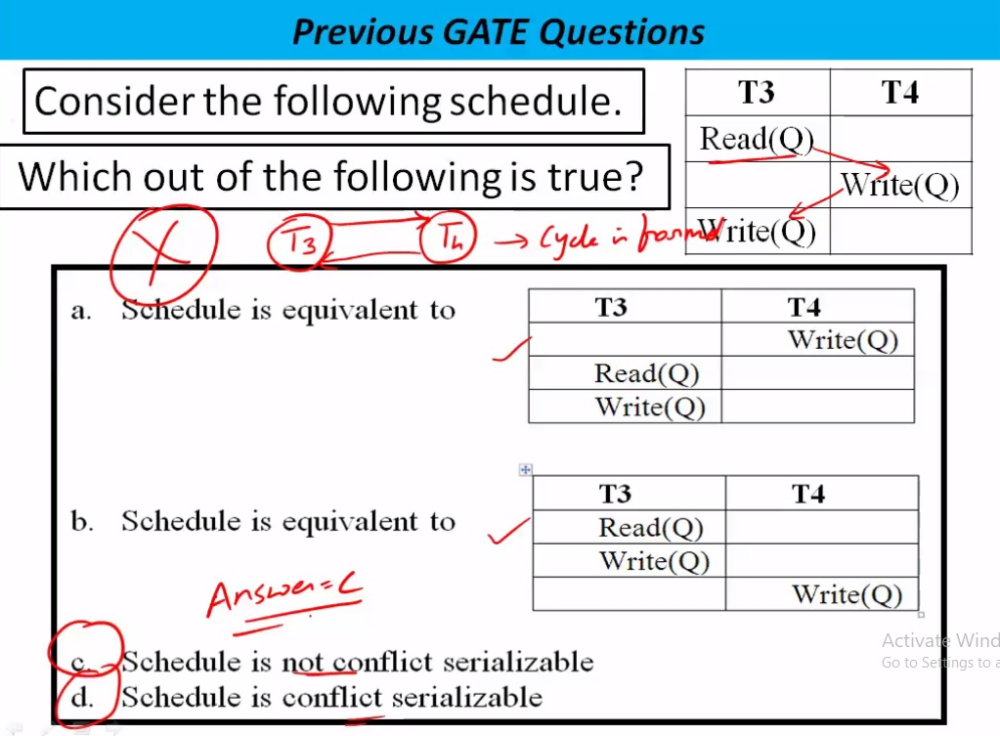 Previous GATE Questions
Consider the following schedule.
T3 T4
Read(Q)
Which out of the following is true?
Write(Q)
X T3 Th → Cycle is formed
Write(Q)
a. Schedule is equivalent to
T3 T4
Write(Q)
Read(Q)
Write(Q)
b. Schedule is equivalent to
T3 T4
Read(Q)
Write(Q)
Write(Q)
Answer = C
c. Schedule is not conflict serializable
d. Schedule is conflict serializable
Activate Wind
Go to Settings to a